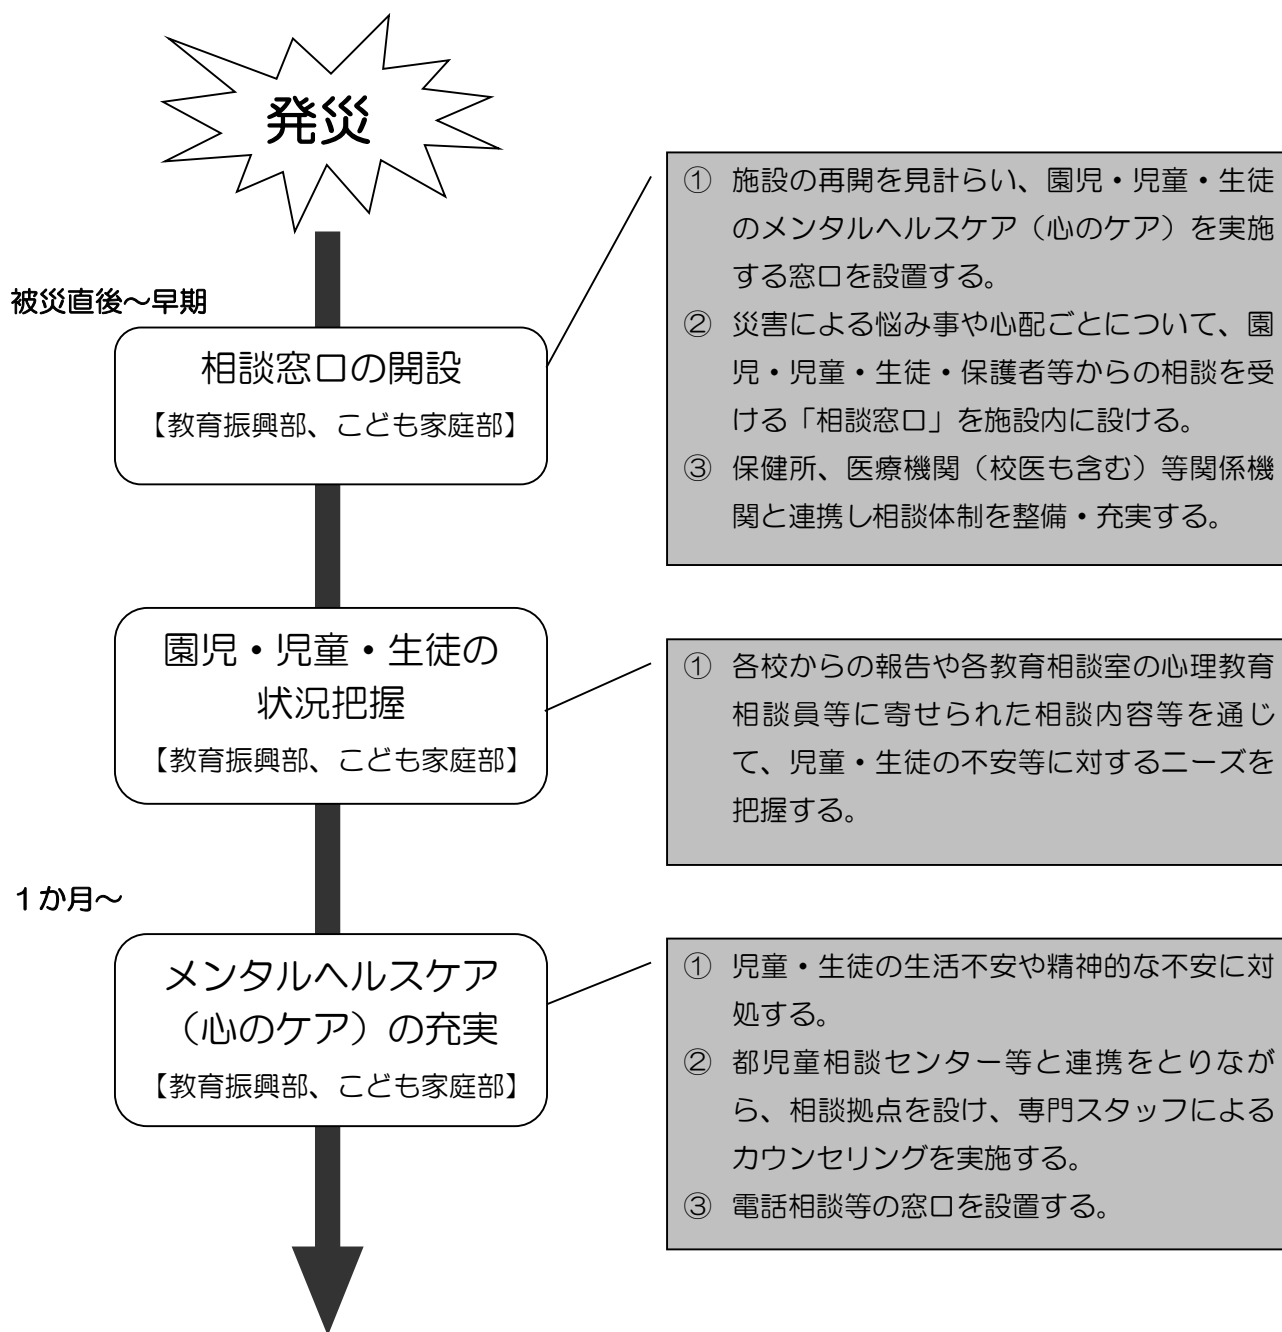 発災
被災直後～早期
相談窓口の開設
【教育振興部、こども家庭部】
① 施設の再開を見計らい、園児・児童・生徒
のメンタルヘルスケア（心のケア）を実施
する窓口を設置する。
② 災害による悩み事や心配ごとについて、園
児・児童・生徒・保護者等からの相談を受
ける「相談窓口」を施設内に設ける。
③ 保健所、医療機関（校医も含む）等関係機
関と連携し相談体制を整備・充実する。
園児・児童・生徒の
状況把握
【教育振興部、こども家庭部】
① 各校からの報告や各教育相談室の心理教育
相談員等に寄せられた相談内容等を通じ
て、児童・生徒の不安等に対するニーズを
把握する。
１か月～
メンタルヘルスケア
（心のケア）の充実
【教育振興部、こども家庭部】
① 児童・生徒の生活不安や精神的な不安に対
処する。
② 都児童相談センター等と連携をとりなが
ら、相談拠点を設け、専門スタッフによる
カウンセリングを実施する。
③ 電話相談等の窓口を設置する。